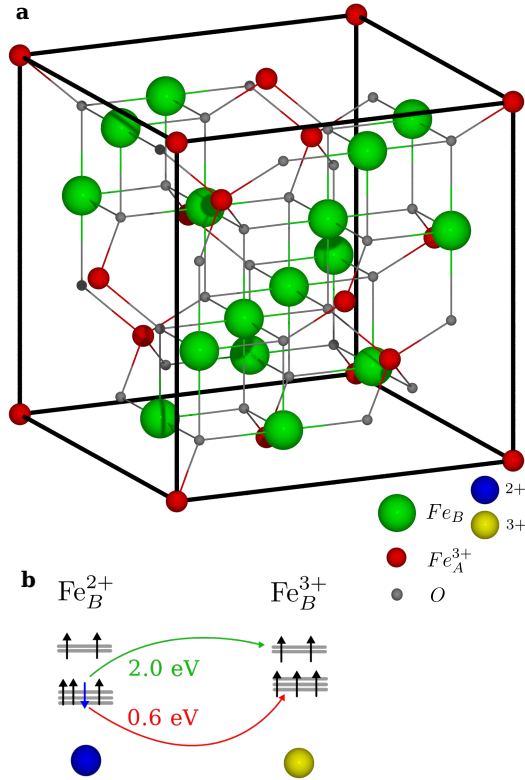 a
2+
Fe_B
3+
Fe_A^{3+}
O
b
Fe_B^{2+} Fe_B^{3+}
2.0 eV
0.6 eV